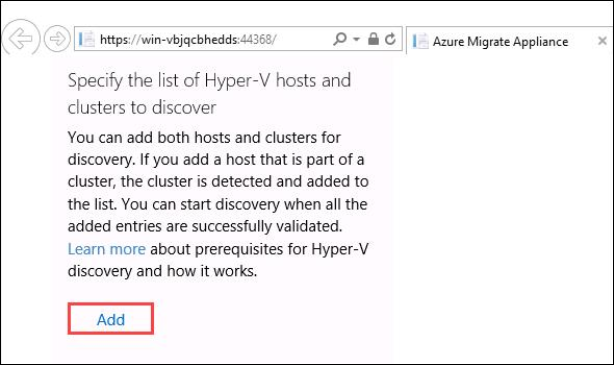 https://win-vbjqcbhedds:44368/
Azure Migrate Appliance
Specify the list of Hyper-V hosts and
clusters to discover
You can add both hosts and clusters for
discovery. If you add a host that is part of a
cluster, the cluster is detected and added to
the list. You can start discovery when all the
added entries are successfully validated.
Learn more about prerequisites for Hyper-V
discovery and how it works.
Add